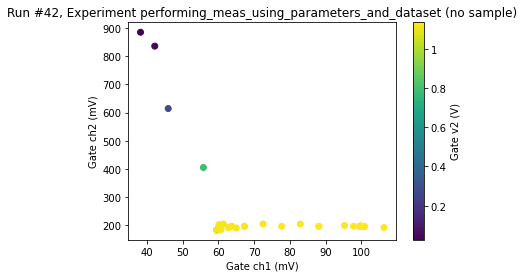 Run #42, Experiment performing_meas_using_parameters_and_dataset (no sample)
900
800
700
600
500
400
300
200
Gate ch2 (mV)
40 50 60 70 80 90 100
Gate ch1 (mV)
1
0.8
0.6
0.4
0.2
Gate v2 (V)